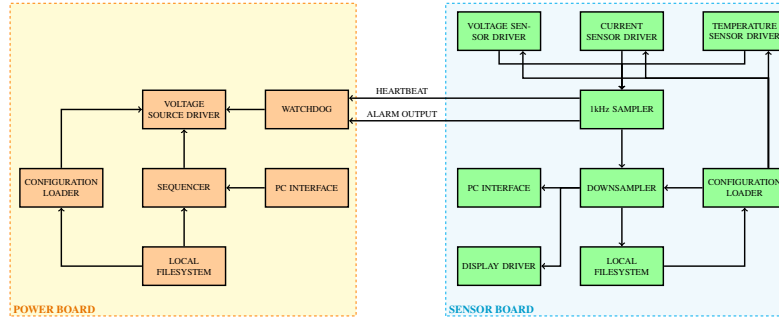 VOLTAGE SEN-
SOR DRIVER
CURRENT
SENSOR DRIVER
TEMPERATURE
SENSOR DRIVER
HEARTBEAT
VOLTAGE
SOURCE DRIVER
WATCHDOG
1kHz SAMPLER
ALARM OUTPUT
CONFIGURATION
LOADER
SEQUENCER
PC INTERFACE
PC INTERFACE
DOWNSAMPLER
CONFIGURATION
LOADER
LOCAL
FILESYSTEM
DISPLAY DRIVER
LOCAL
FILESYSTEM
POWER BOARD
SENSOR BOARD